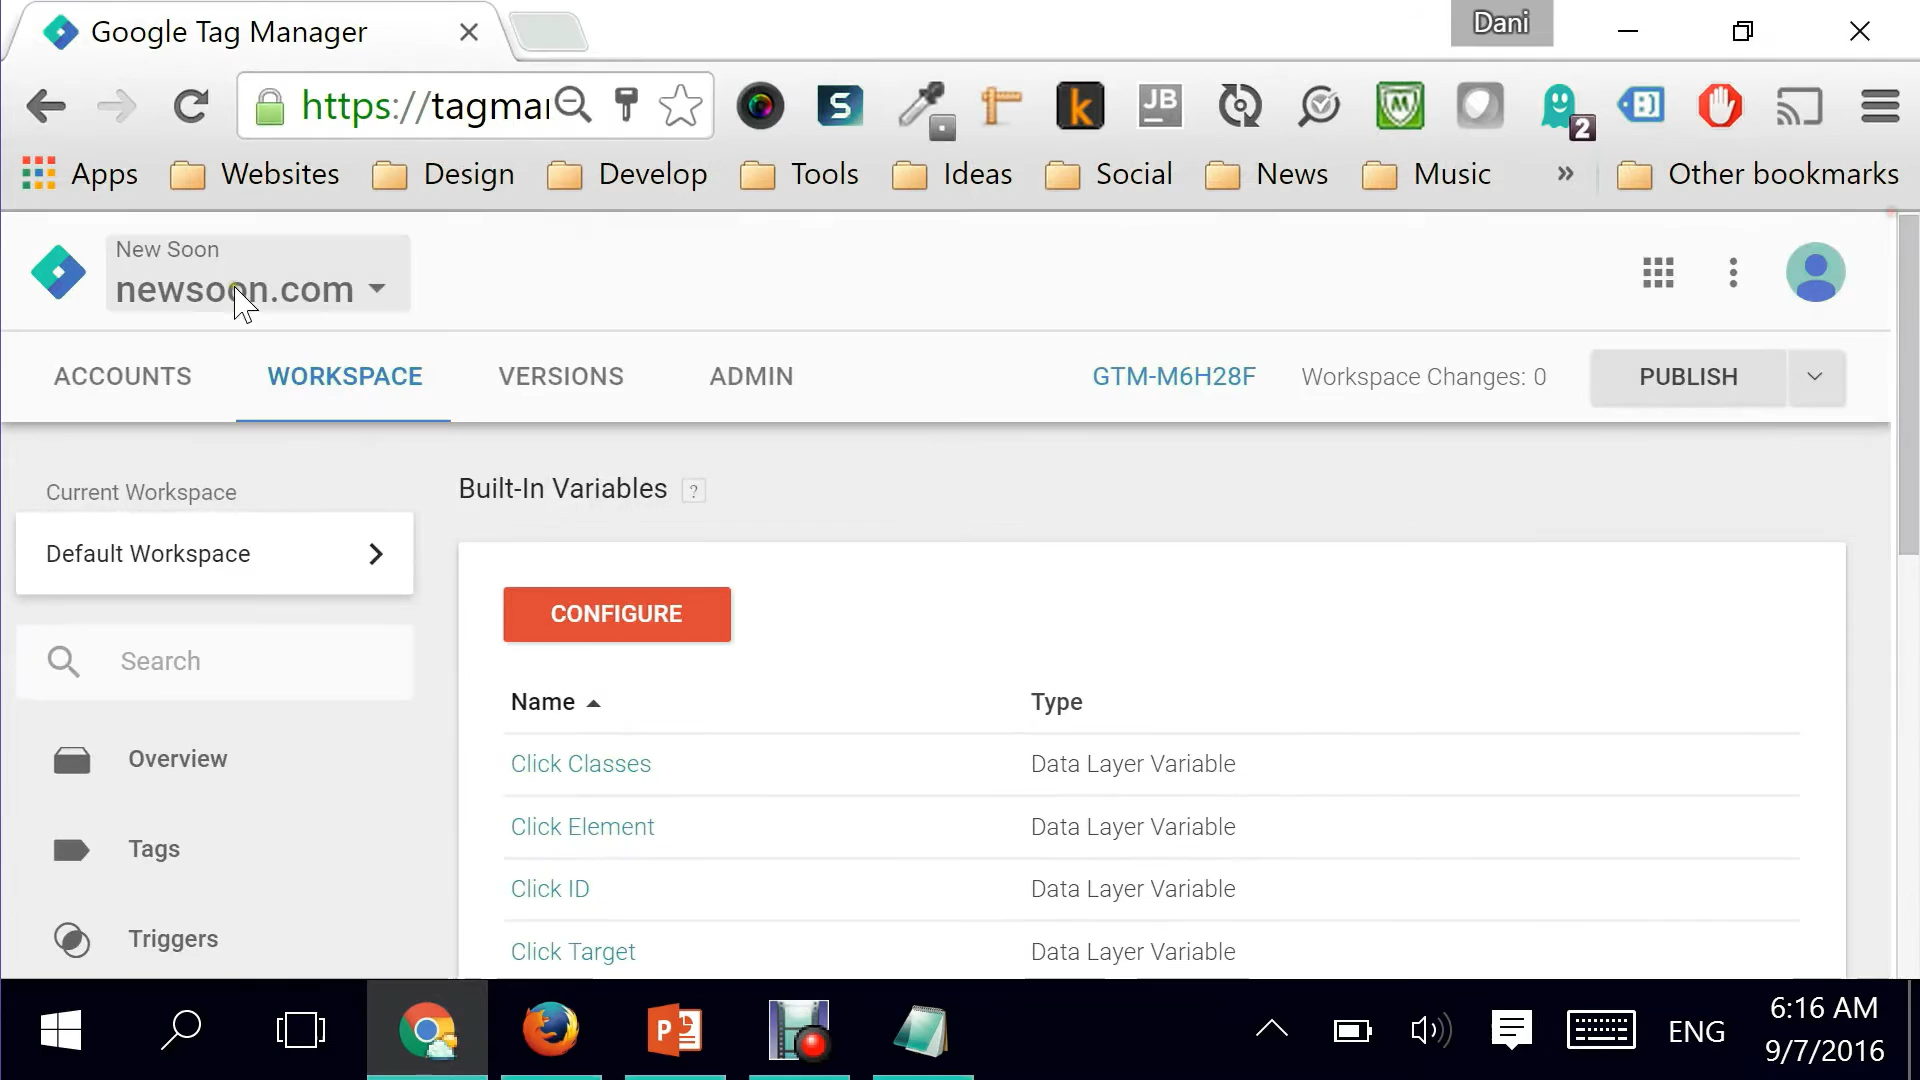 Google Tag Manager
Dani
https://tagma
Apps Websites Design Develop Tools Ideas Social News Music » Other bookmarks
2
New Soon
newsoon.com
ACCOUNTS WORKSPACE VERSIONS ADMIN GTM-M6H28F Workspace Changes: 0 PUBLISH
Current Workspace
Default Workspace
Search
Overview
Tags
Triggers
Built-In Variables ?
CONFIGURE
Name Type
Click Classes Data Layer Variable
Click Element Data Layer Variable
Click ID Data Layer Variable
Click Target Data Layer Variable
ENG
6:16 AM
9/7/2016